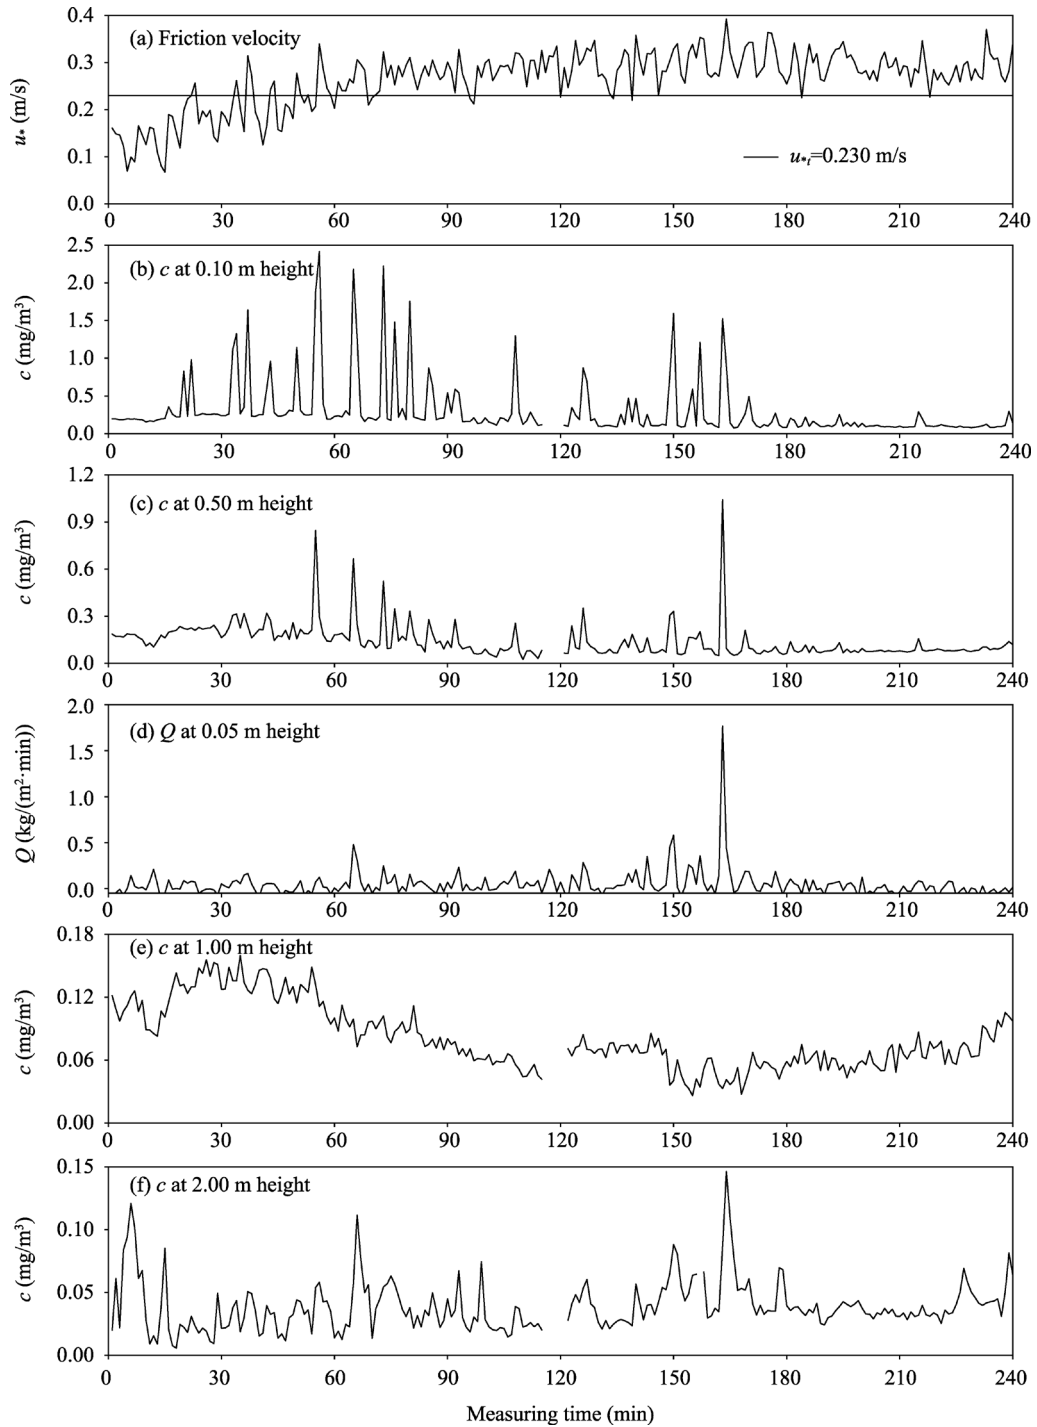 0.4
(a) Friction velocity
0.3
0.2
u* (m/s)
0.1
u*t=0.230 m/s
0.0
0 30 60 90 120 150 180 210 240
2.5
(b) c at 0.10 m height
2.0
1.5
c (mg/m³)
1.0
0.5
0.0
0 30 60 90 120 150 180 210 240
1.2
(c) c at 0.50 m height
0.9
c (mg/m³)
0.6
0.3
0.0
0 30 60 90 120 150 180 210 240
2.0
(d) Q at 0.05 m height
1.5
Q (kg/(m²·min))
1.0
0.5
0.0
0 30 60 90 120 150 180 210 240
0.18
(e) c at 1.00 m height
0.12
c (mg/m³)
0.06
0.00
0 30 60 90 120 150 180 210 240
0.15
(f) c at 2.00 m height
0.10
c (mg/m³)
0.05
0.00
0 30 60 90 120 150 180 210 240
Measuring time (min)